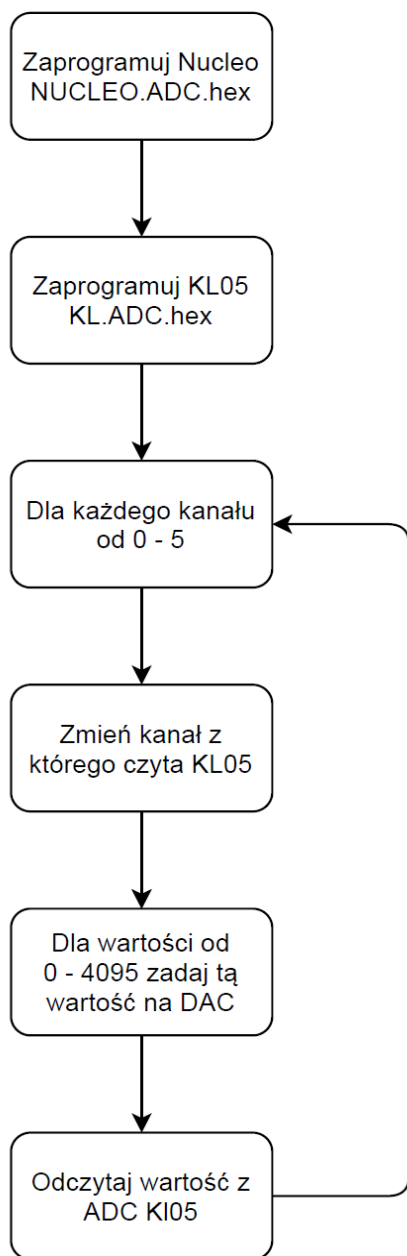 Zaprogramuj Nucleo
NUCLEO.ADC.hex
Zaprogramuj KL05
KL.ADC.hex
Dla każdego kanału
od 0 - 5
Zmień kanał z
którego czyta KL05
Dla wartości od
0 - 4095 zadaj tą
wartość na DAC
Odczytaj wartość z
ADC Kl05